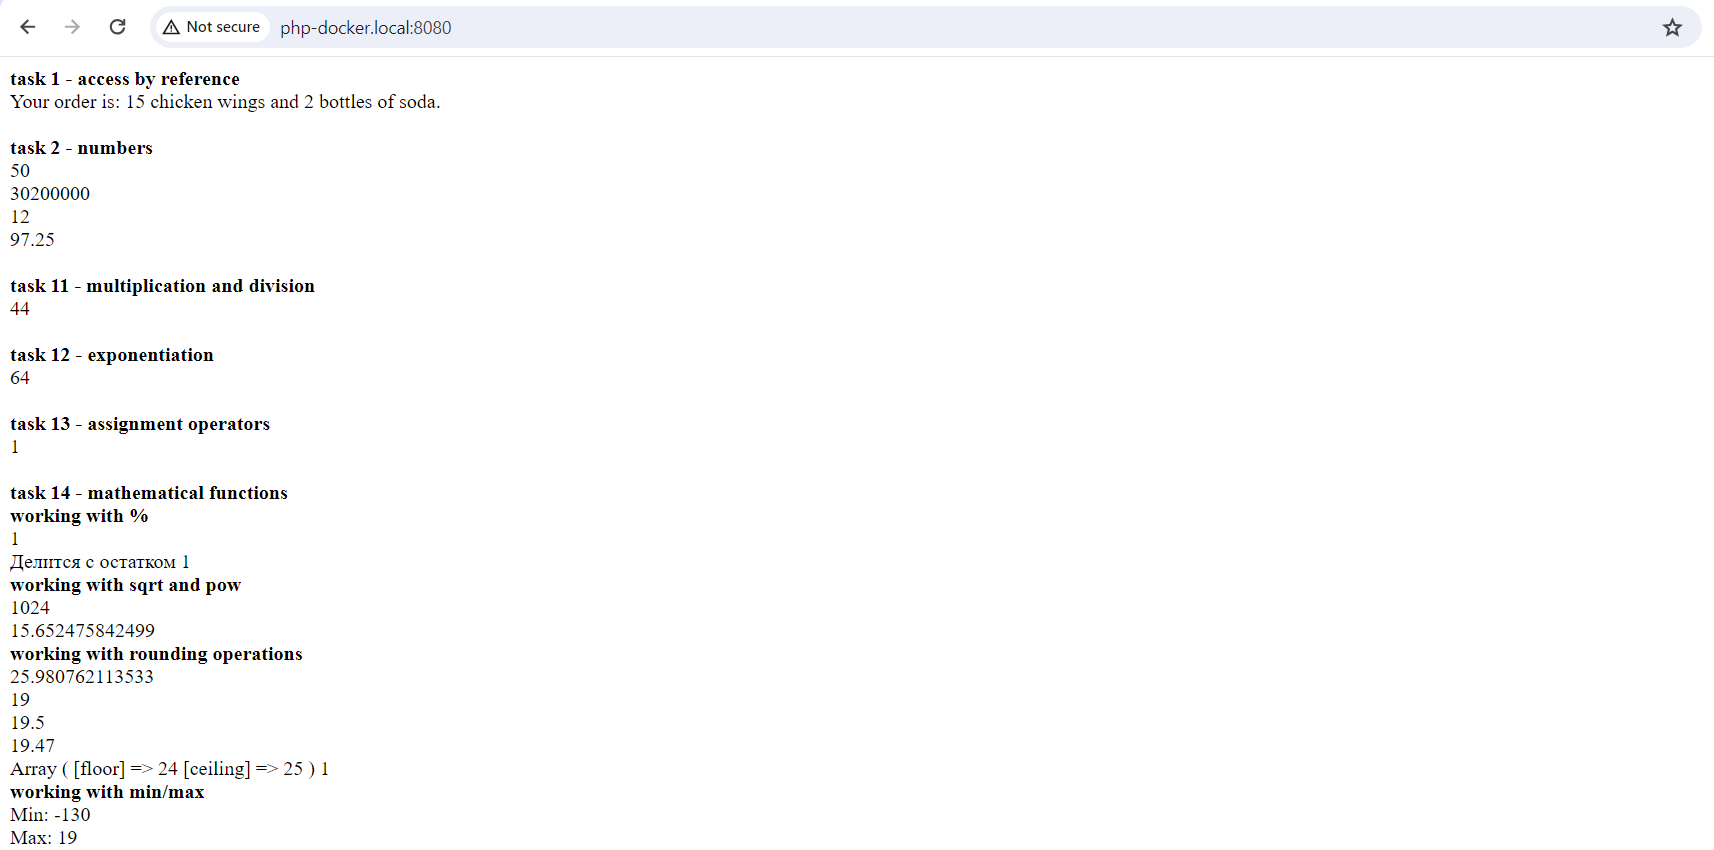 Not secure php-docker.local:8080
task 1 - access by reference
Your order is: 15 chicken wings and 2 bottles of soda.
task 2 - numbers
50
30200000
12
97.25
task 11 - multiplication and division
44
task 12 - exponentiation
64
task 13 - assignment operators
1
task 14 - mathematical functions
working with %
1
Делится с остатком 1
working with sqrt and pow
1024
15.652475842499
working with rounding operations
25.980762113533
19
19.5
19.47
Array ( [floor] => 24 [ceiling] => 25 ) 1
working with min/max
Min: -130
Max: 19